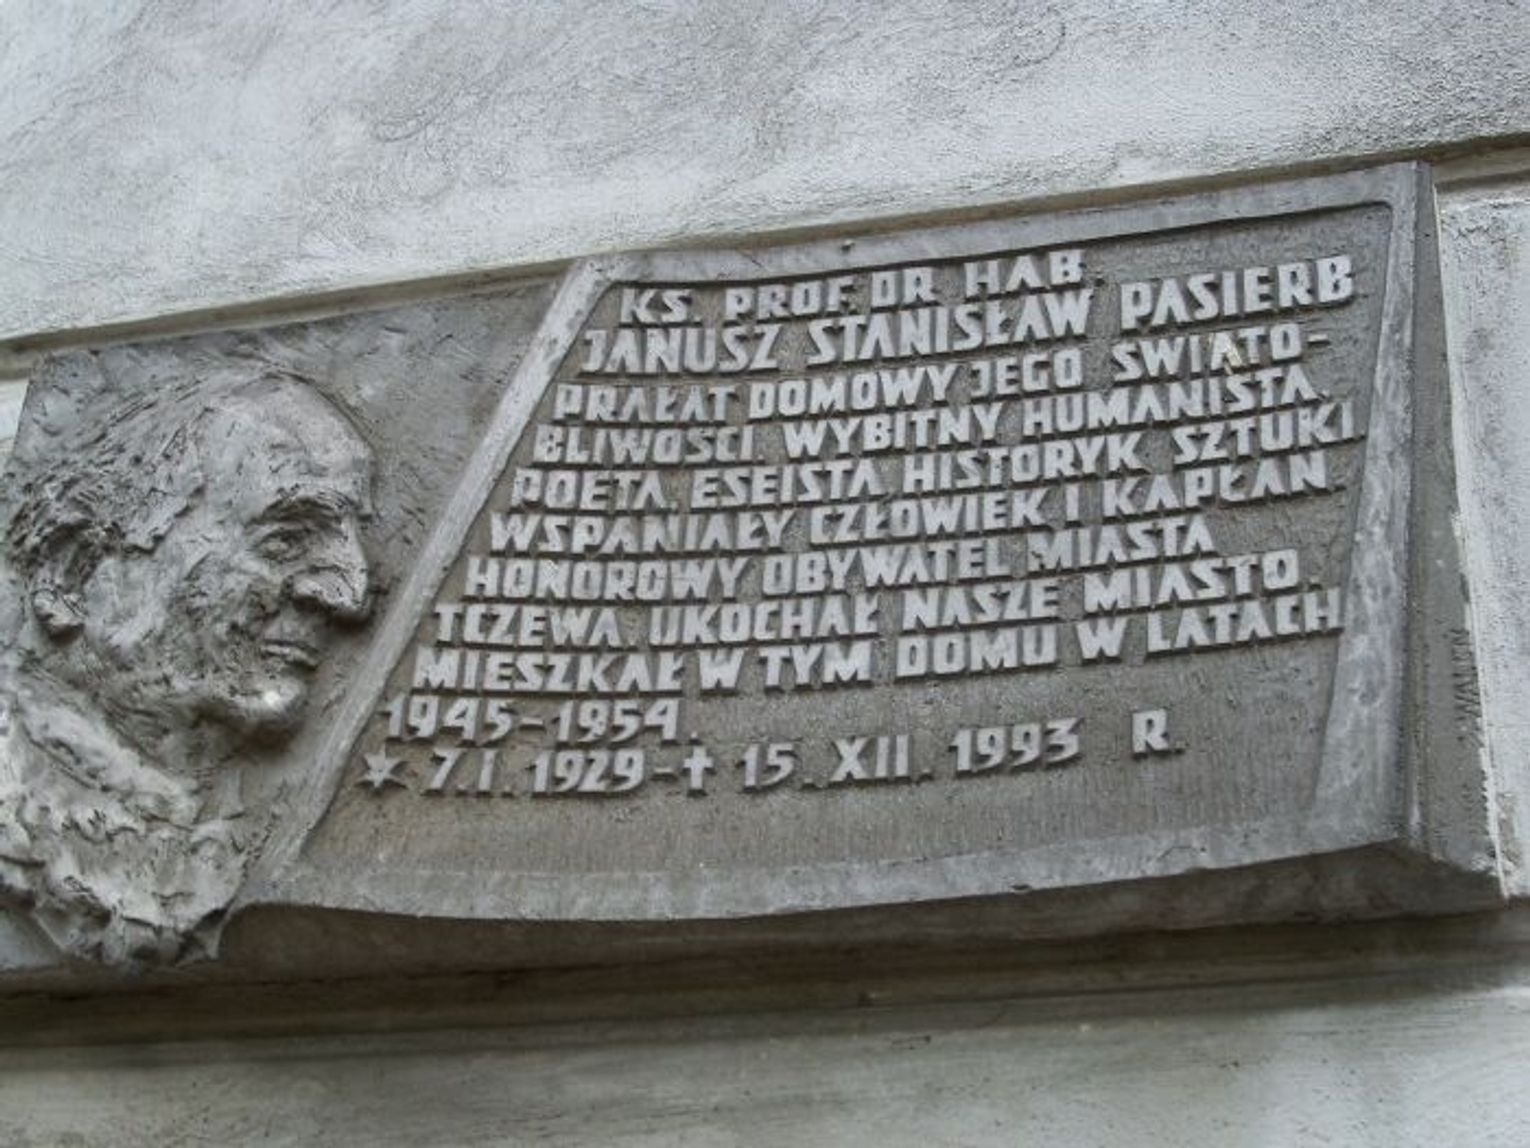 KS. PROF. DR HAB.
JANUSZ STANISŁAW PASIERB
PRAŁAT DOMOWY JEGO ŚWIĄTO-
BLIWOŚCI. WYBITNY HUMANISTA,
POETA, ESEISTA, HISTORYK SZTUKI
WSPANIAŁY CZŁOWIEK I KAPŁAN.
HONOROWY OBYWATEL MIASTA
TCZEWA. UKOCHAŁ NASZE MIASTO.
MIESZKAŁ W TYM DOMU W LATACH
1945-1954.
* 7.I.1929-✝ 15.XII.1993 R.